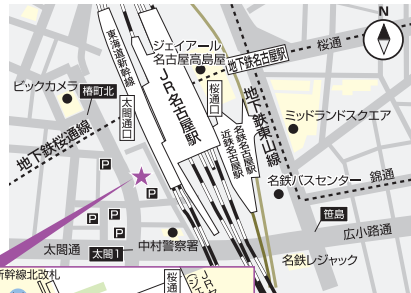 N
桜通
ジェイアール
名古屋高島屋
地下鉄名古屋駅
東海道新幹線
ビックカメラ
椿町北
太閤通口
JR名古屋駅
桜通口
地下鉄東山線
ミッドランドスクエア
地下鉄桜通線
名鉄名古屋駅
近鉄名古屋駅
錦通
P
P
名鉄バスセンター
P
P
P
笹島
広小路通
太閤通
太閤1
中村警察署
名鉄レジャック
新幹線北改札
桜通
JR